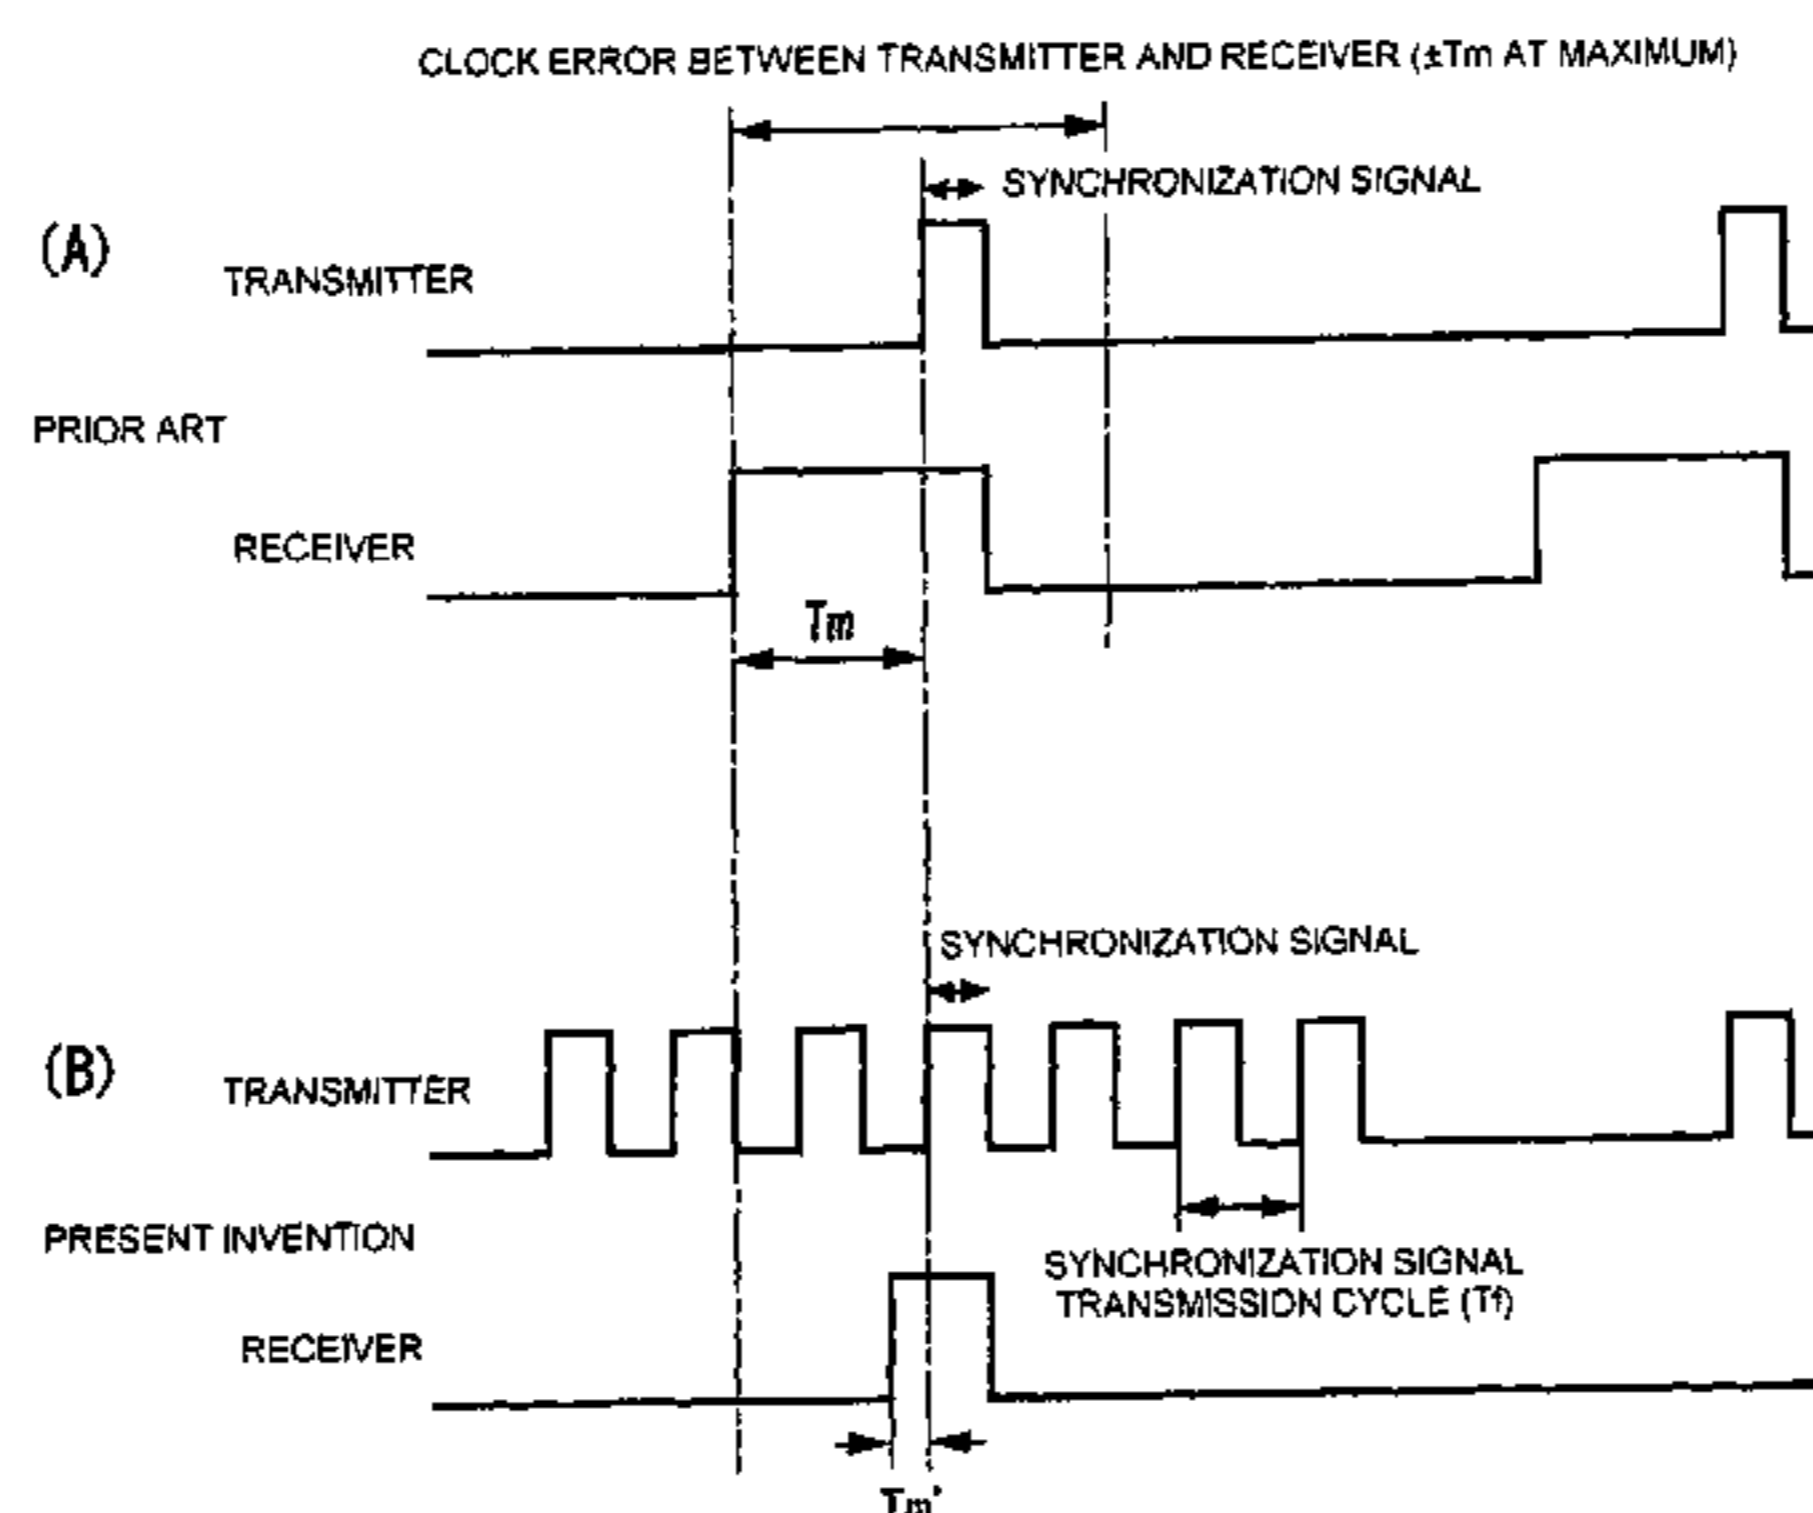 CLOCK ERROR BETWEEN TRANSMITTER AND RECEIVER (±Tm AT MAXIMUM)
SYNCHRONIZATION SIGNAL
(A)
TRANSMITTER
PRIOR ART
RECEIVER
Tm
SYNCHRONIZATION SIGNAL
(B)
TRANSMITTER
PRESENT INVENTION
SYNCHRONIZATION SIGNAL
TRANSMISSION CYCLE (Tf)
RECEIVER
Tm'